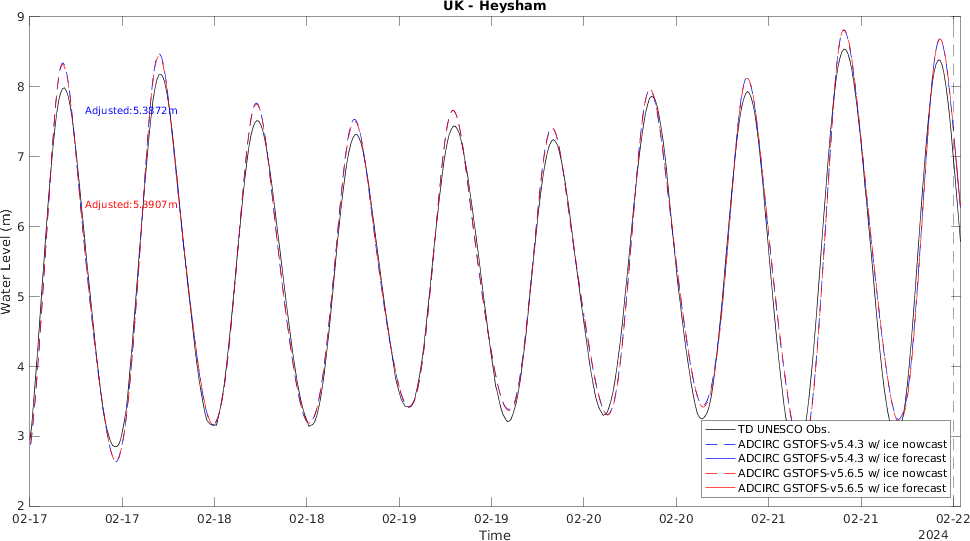 UK - Heysham
9
8
7
6
5
4
3
2
Water Level (m)
Adjusted:5.3872m
Adjusted:5.3907m
TD UNESCO Obs.
ADCIRC GSTOFS-v5.4.3 w/ ice nowcast
ADCIRC GSTOFS-v5.4.3 w/ ice forecast
ADCIRC GSTOFS-v5.6.5 w/ ice nowcast
ADCIRC GSTOFS-v5.6.5 w/ ice forecast
02-17 02-17 02-18 02-18 02-19 02-19 02-20 02-20 02-21 02-21 02-22
Time
2024